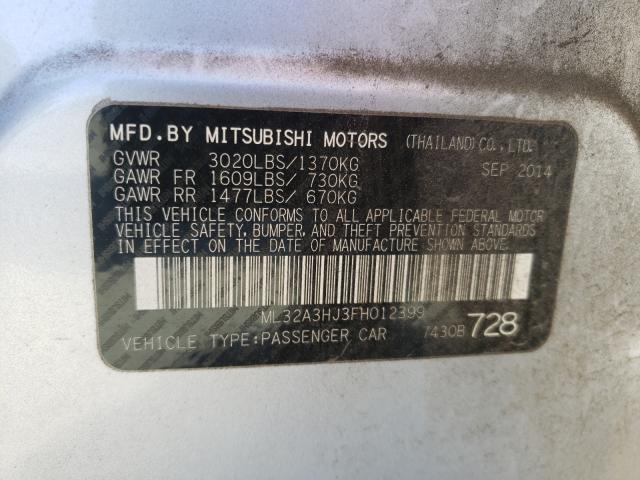 MFD.BY MITSUBISHI MOTORS (THAILAND)CO.,LTD.
GVWR 3020LBS/1370KG SEP 2014
GAWR FR 1609LBS/ 730KG
GAWR RR 1477LBS/ 670KG
THIS VEHICLE CONFORMS TO ALL APPLICABLE FEDERAL MOTOR
VEHICLE SAFETY, BUMPER, AND THEFT PREVENTION STANDARDS
IN EFFECT ON THE DATE OF MANUFACTURE SHOWN ABOVE.
ML32A3HJ3FH012399
VEHICLE TYPE:PASSENGER CAR 7430B 728